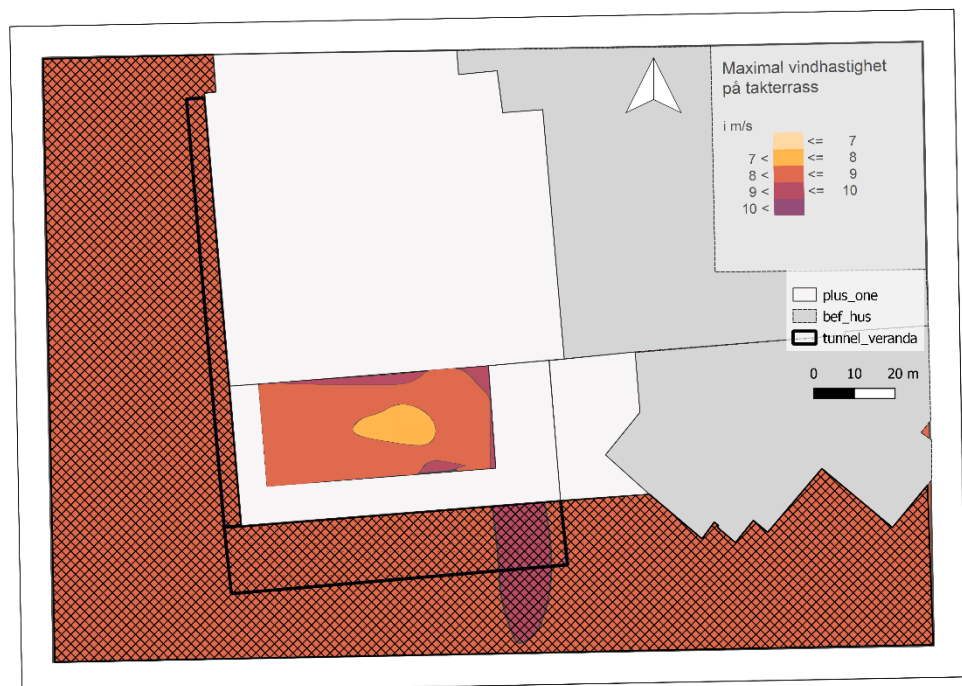 Maximal vindhastighet
på takterrass
i m/s
<= 7
7 < <= 8
8 < <= 9
9 < <= 10
10 <
plus_one
bef_hus
tunnel_veranda
0 10 20 m